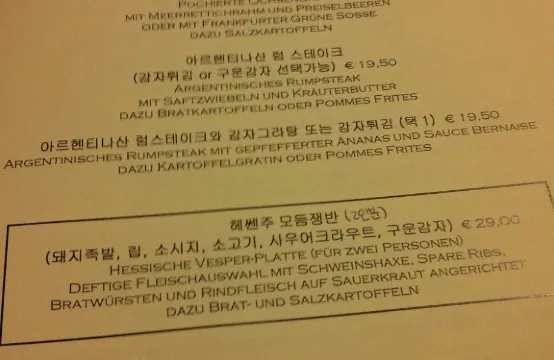 POCHIERTE
MIT MEERRETTICHRAHM UND PREISELBEEREN
ODER MIT FRANKFURTER GRÜNE SOSSE
DAZU SALZKARTOFFELN
아르헨티나산 럼 스테이크
(감자튀김 or 구운감자 선택가능) € 19,50
ARGENTINISCHES RUMPSTEAK
MIT SAFTZWIEBELN UND KRÄUTERBUTTER
DAZU BRATKARTOFFELN ODER POMMES FRITES
아르헨티나산 럼스테이크와 감자그라탕 또는 감자튀김 (택 1) € 19,50
ARGENTINISCHES RUMPSTEAK MIT GEPFEFFERTER ANANAS UND SAUCE BERNAISE
DAZU KARTOFFELGRATIN ODER POMMES FRITES
헤쎈주 모듬쟁반 (2인분)
(돼지족발, 립, 소시지, 소고기, 사우어크라우트, 구운감자) € 29,00
HESSISCHE VESPER-PLATTE (FÜR ZWEI PERSONEN)
DEFTIGE FLEISCHAUSWAHL MIT SCHWEINSHAXE, SPARE RIBS,
BRATWÜRSTEN UND RINDFLEISCH AUF SAUERKRAUT ANGERICHTET
DAZU BRAT- UND SALZKARTOFFELN